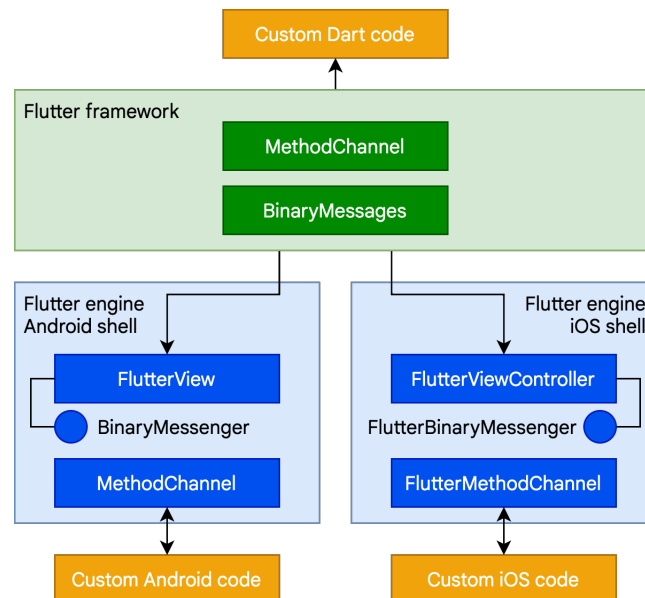 Custom Dart code
Flutter framework
MethodChannel
BinaryMessages
Flutter engine
Android shell
FlutterView
BinaryMessenger
MethodChannel
Custom Android code
Flutter engine
iOS shell
FlutterViewController
FlutterBinaryMessenger
FlutterMethodChannel
Custom iOS code